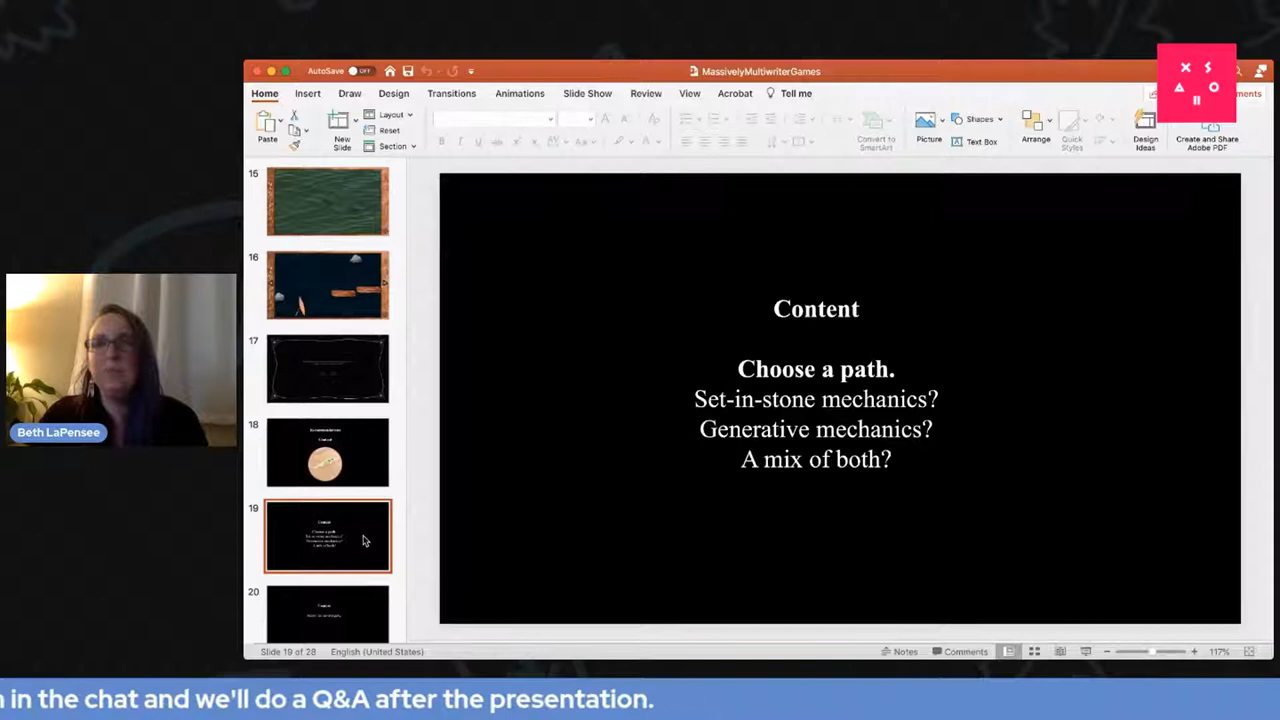 AutoSave OFF
MassivelyMultiwriterGames
Home Insert Draw Design Transitions Animations Slide Show Review View Acrobat Tell me
Paste
New
Slide
Layout
Reset
Section
Convert to
SmartArt
Picture
Shapes
Text Box
Arrange
Quick
Styles
Design
Ideas
Create and Share
Adobe PDF
15
16
17
18
19
20
Content
Choose a path.
Set-in-stone mechanics?
Generative mechanics?
A mix of both?
Beth LaPensee
Slide 19 of 28 English (United States) Notes Comments 117%
in the chat and we'll do a Q&A after the presentation.